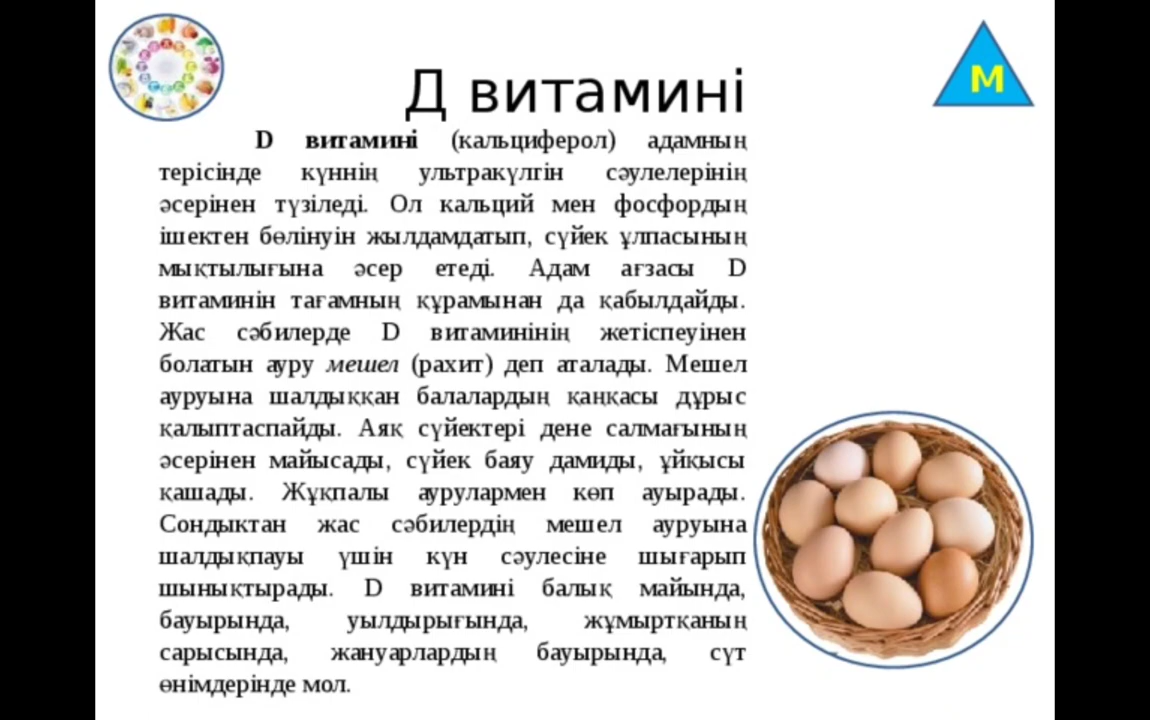 Д витамині
М
D витамині (кальциферол) адамның
терісінде күннің ультракүлгін сәулелерінің
әсерінен түзіледі. Ол кальций мен фосфордың
ішектен бөлінуін жылдамдатып, сүйек ұлпасының
мықтылығына әсер етеді. Адам ағзасы D
витаминін тағамның құрамынан да қабылдайды.
Жас сәбилерде D витаминінің жетіспеуінен
болатын ауру мешел (рахит) деп аталады. Мешел
ауруына шалдыққан балалардың қаңқасы дұрыс
қалыптаспайды. Аяқ сүйектері дене салмағының
әсерінен майысады, сүйек баяу дамиды, ұйқысы
қашады. Жұқпалы аурулармен көп ауырады.
Сондыктан жас сәбилердің мешел ауруына
шалдықпауы үшін күн сәулесіне шығарып
шынықтырады. D витамині балық майында,
бауырында, уылдырығында, жұмыртқаның
сарысында, жануарлардың бауырында, сүт
өнімдерінде мол.